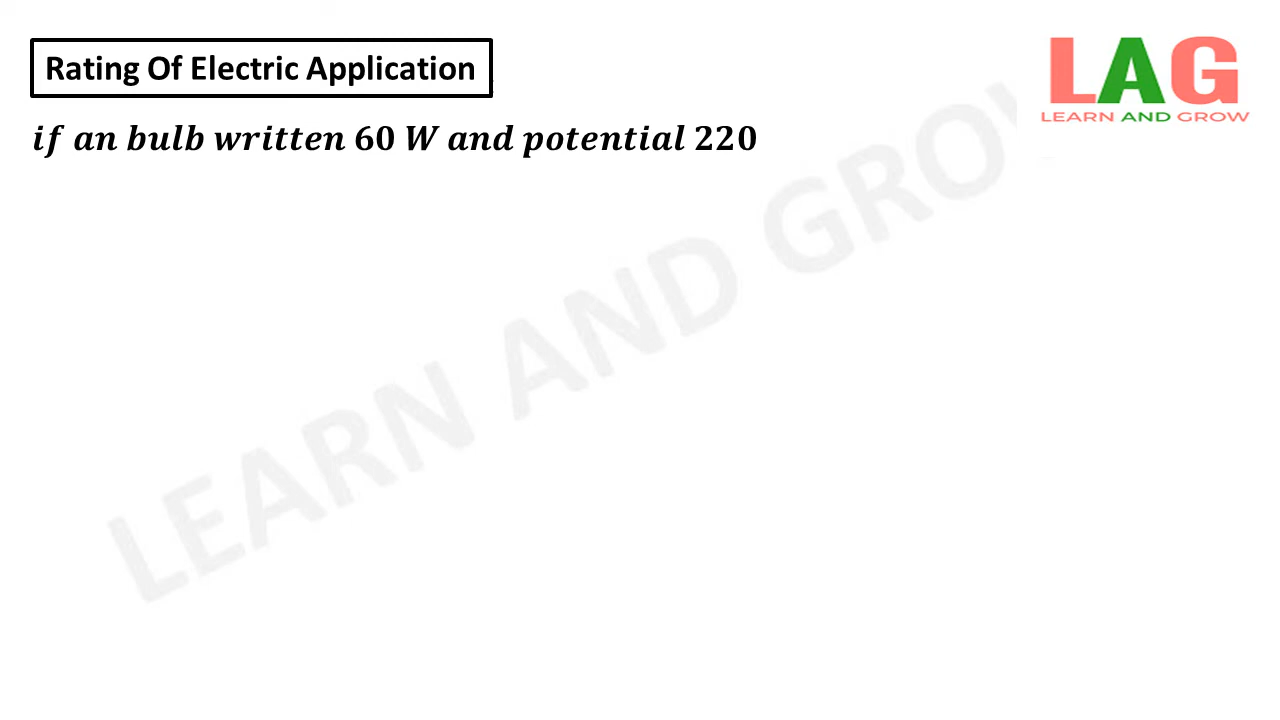 Rating Of Electric Application
if an bulb written 60 W and potential 220
LAG
LEARN AND GROW
LEARN AND GROW